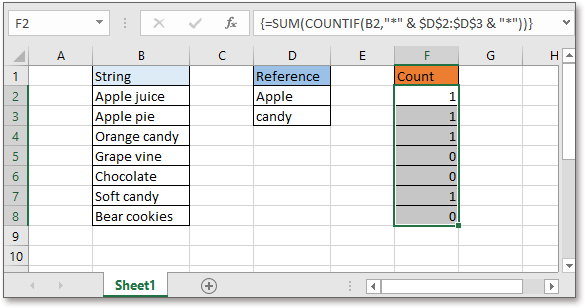 F2 fx {=SUM(COUNTIF(B2,"*" & $D$2:$D$3 & "*"))}
A B C D E F G H
1 String Reference Count
2 Apple juice Apple 1
3 Apple pie candy 1
4 Orange candy 1
5 Grape vine 0
6 Chocolate 0
7 Soft candy 1
8 Bear cookies 0
9
10
Sheet1